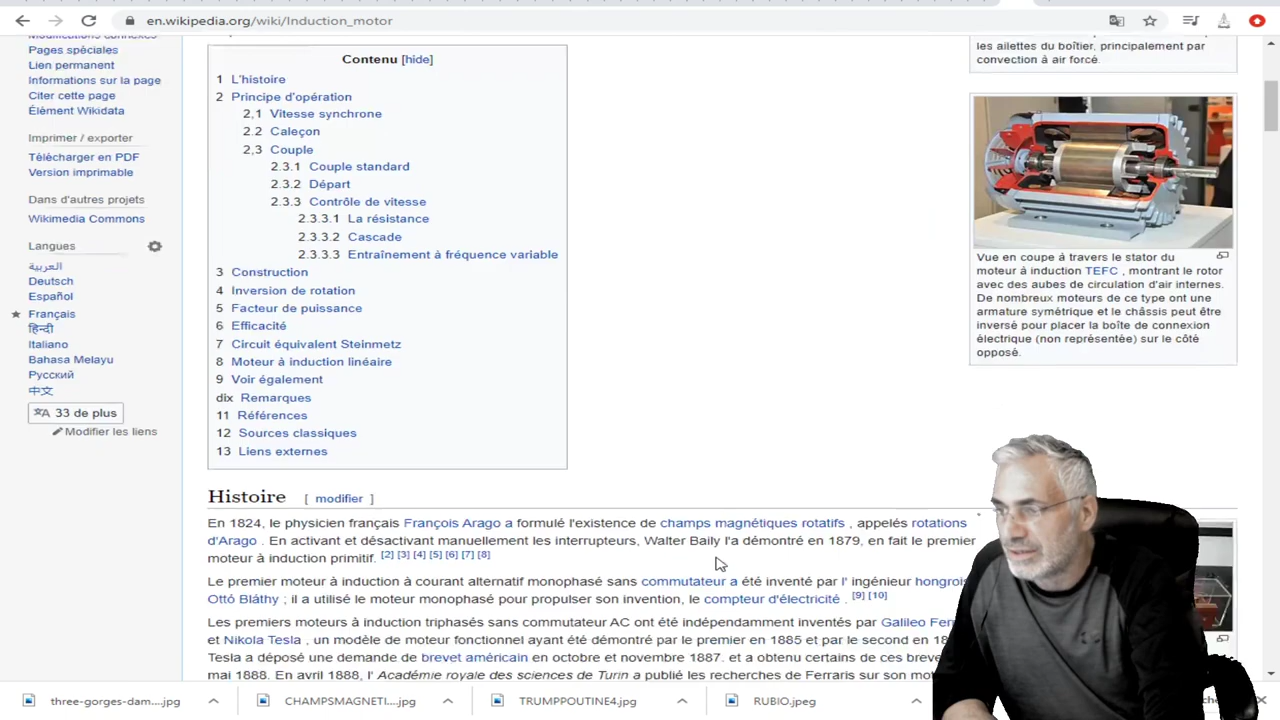 en.wikipedia.org/wiki/Induction_motor
Pages spéciales
Lien permanent
Informations sur la page
Citer cette page
Élément Wikidata
Imprimer / exporter
Télécharger en PDF
Version imprimable
Dans d'autres projets
Wikimedia Commons
Langues
العربية
Deutsch
Español
Français
हिन्दी
Italiano
Bahasa Melayu
Русский
中文
33 de plus
Modifier les liens
Contenu [hide]
1 L'histoire
2 Principe d'opération
2,1 Vitesse synchrone
2.2 Caleçon
2,3 Couple
2.3.1 Couple standard
2.3.2 Départ
2.3.3 Contrôle de vitesse
2.3.3.1 La résistance
2.3.3.2 Cascade
2.3.3.3 Entraînement à fréquence variable
3 Construction
4 Inversion de rotation
5 Facteur de puissance
6 Efficacité
7 Circuit équivalent Steinmetz
8 Moteur à induction linéaire
9 Voir également
dix Remarques
11 Références
12 Sources classiques
13 Liens externes
les ailettes du boîtier, principalement par
convection à air forcé.
Vue en coupe à travers le stator du
moteur à induction TEFC , montrant le rotor
avec des aubes de circulation d'air internes.
De nombreux moteurs de ce type ont une
armature symétrique et le châssis peut être
inversé pour placer la boîte de connexion
électrique (non représentée) sur le côté
opposé.
Histoire [ modifier ]
En 1824, le physicien français François Arago a formulé l'existence de champs magnétiques rotatifs , appelés rotations
d'Arago . En activant et désactivant manuellement les interrupteurs, Walter Baily l'a démontré en 1879, en fait le premier
moteur à induction primitif. [2] [3] [4] [5] [6] [7] [8]
Le premier moteur à induction à courant alternatif monophasé sans commutateur a été inventé par l' ingénieur hongrois
Ottó Bláthy ; il a utilisé le moteur monophasé pour propulser son invention, le compteur d'électricité . [9] [10]
Les premiers moteurs à induction triphasés sans commutateur AC ont été indépendamment inventés par Galileo
et Nikola Tesla , un modèle de moteur fonctionnel ayant été démontré par le premier en 1885 et par le second en
Tesla a déposé une demande de brevet américain en octobre et novembre 1887. et a obtenu certains de ces
mai 1888. En avril 1888, l' Académie royale des sciences de Turin a publié les recherches de Ferraris sur son
three-gorges-dam....jpg
CHAMPSMAGNETI....jpg
TRUMPPOUTINE4.jpg
RUBIO.jpeg